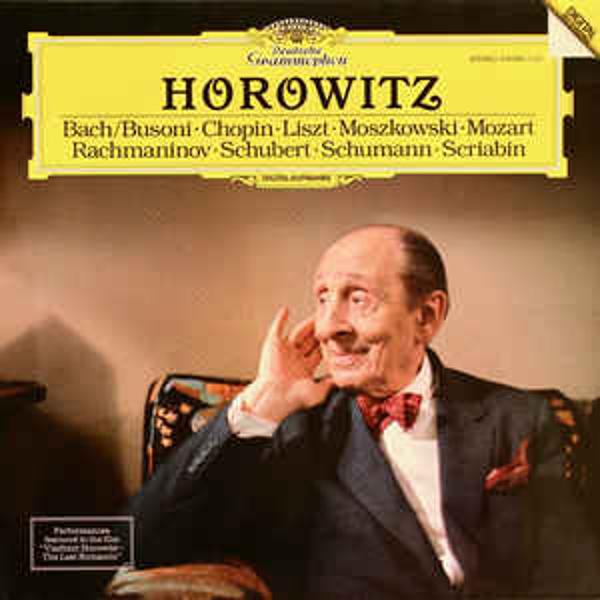 Deutsche
Grammophon
HOROWITZ
Bach/Busoni · Chopin · Liszt · Moszkowski · Mozart
Rachmaninov · Schubert · Schumann · Scriabin
DIGITAL
STEREO
Performances
featured in the film
"Vladimir Horowitz–
The Last Romantic"